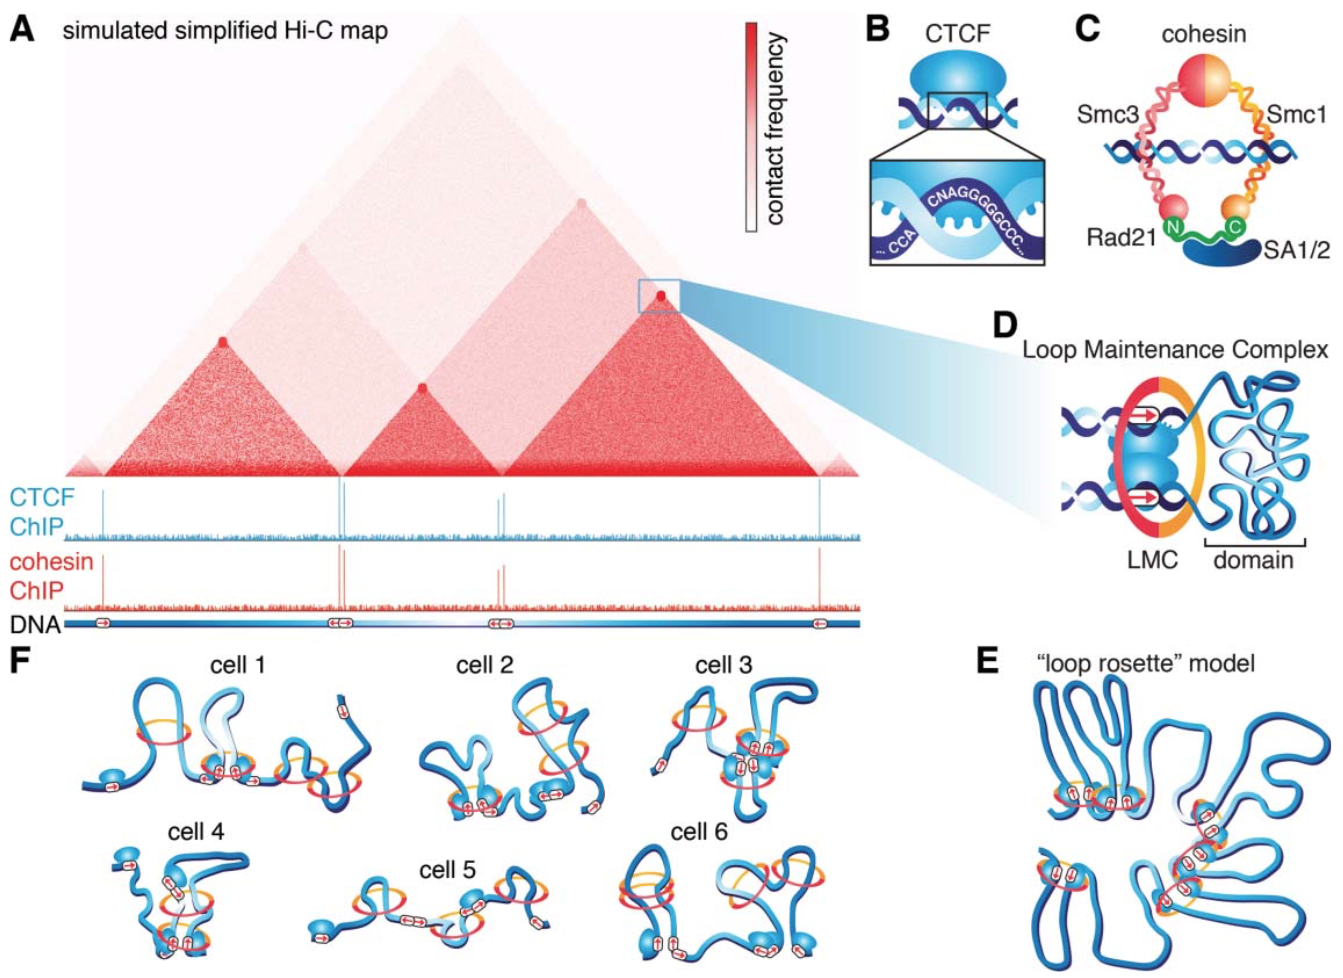 A simulated simplified Hi-C map
contact frequency
CTCF
ChIP
cohesin
ChIP
DNA
B CTCF
... CCA
CNAGGGGGCCC...
C cohesin
Smc3
Smc1
N
C
Rad21
SA1/2
D
Loop Maintenance Complex
LMC
domain
F
cell 1
cell 2
cell 3
cell 4
cell 5
cell 6
E "loop rosette" model